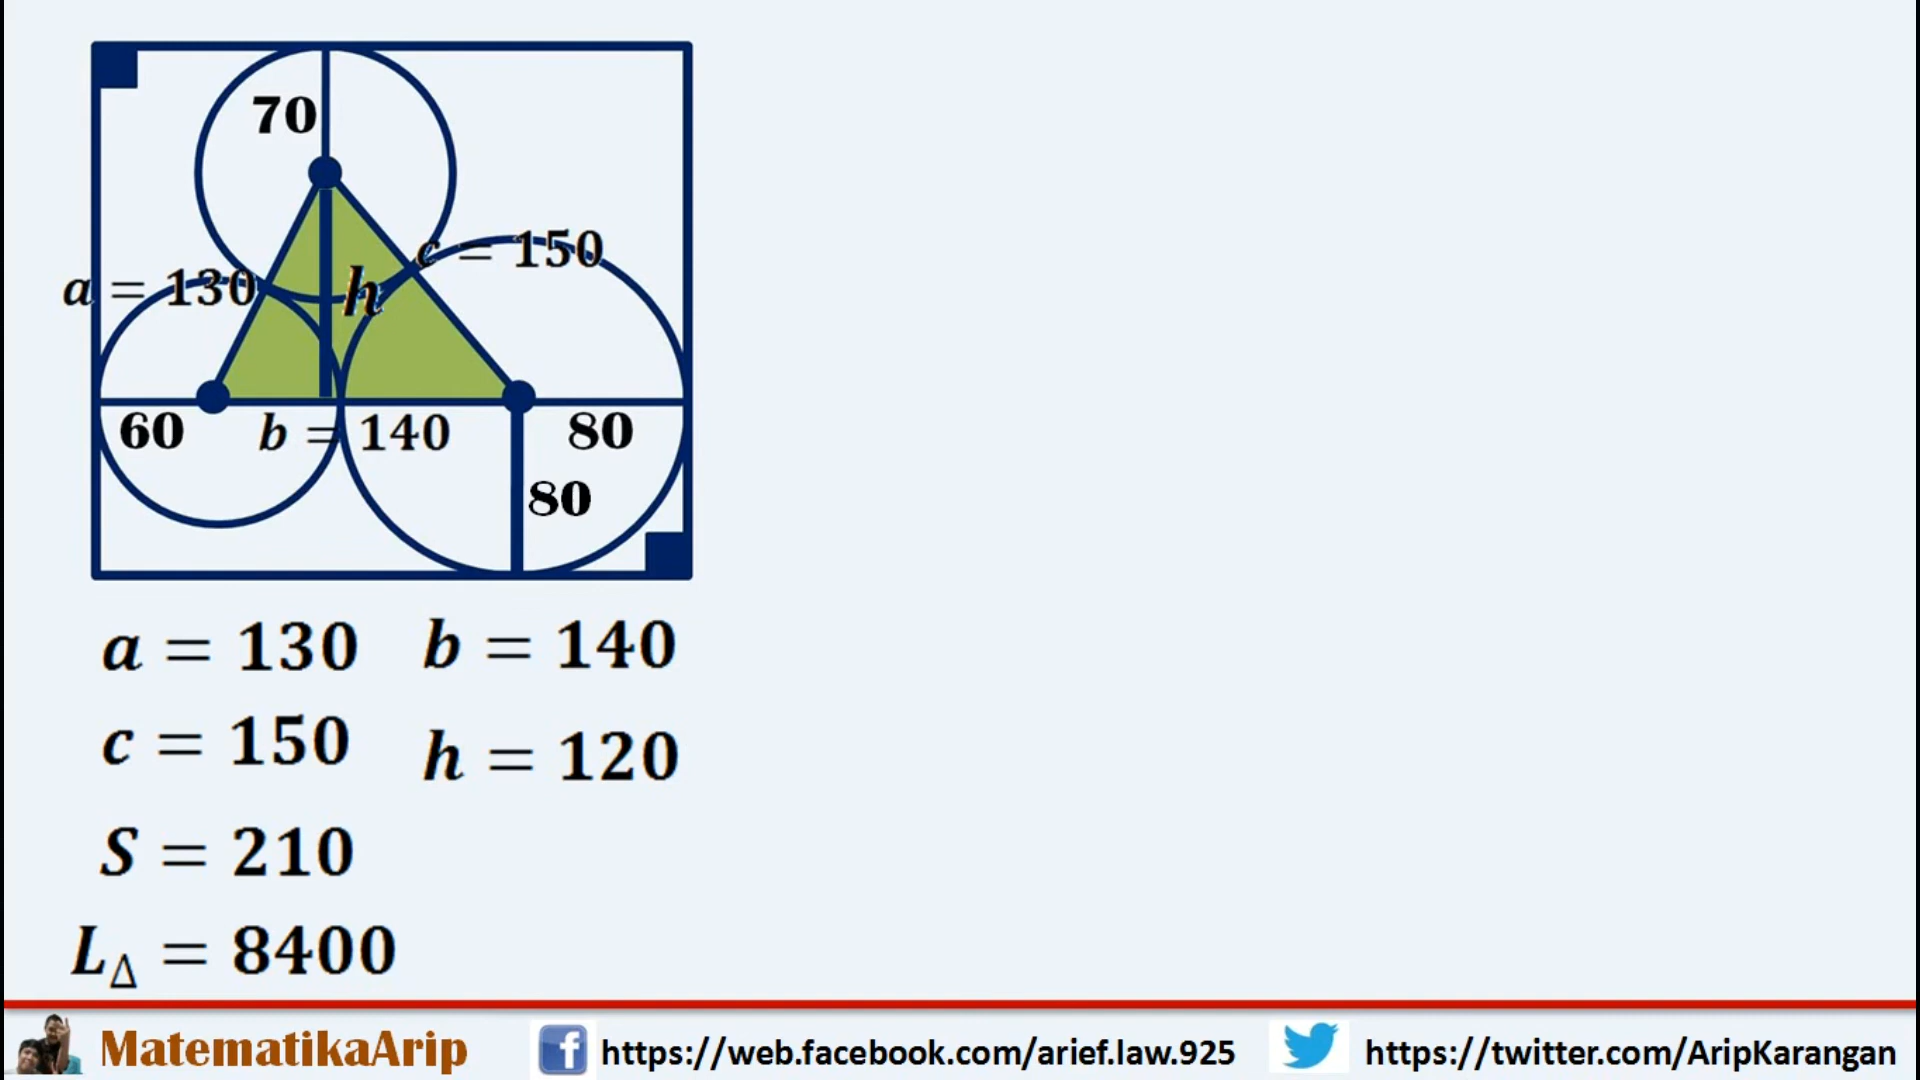 70
c = 150
a = 130
h
60
b = 140
80
80
a = 130 b = 140
c = 150 h = 120
S = 210
L△ = 8400
MatematikaArip https://web.facebook.com/arief.law.925 https://twitter.com/AripKarangan